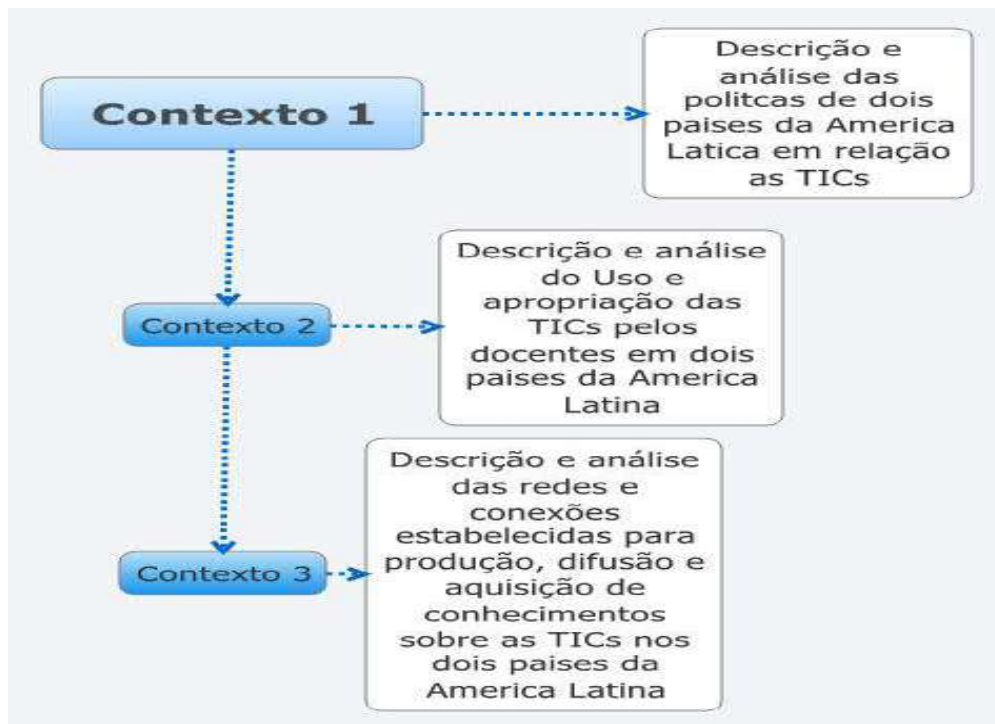 Contexto 1
Descrição e
análise das
politcas de dois
paises da America
Latica em relação
as TICs
Contexto 2
Descrição e análise
do Uso e
apropriação das
TICs pelos
docentes em dois
paises da America
Latina
Contexto 3
Descrição e análise
das redes e
conexões
estabelecidas para
produção, difusão e
aquisição de
conhecimentos
sobre as TICs nos
dois paises da
America Latina